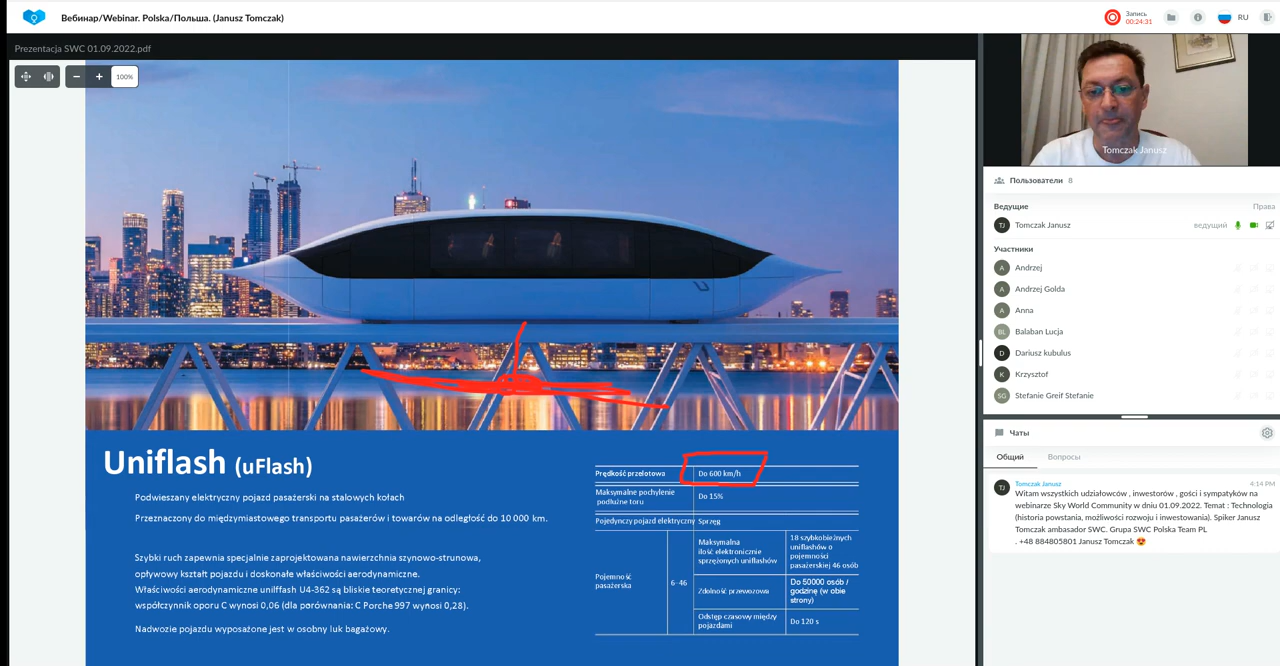 Вебинар/Webinar. Polska/Польша. (Janusz Tomczak)
Запись
00:24:31
RU
Prezentacja SWC 01.09.2022.pdf
100%
Uniflash (uFlash)
Podwieszany elektryczny pojazd pasażerski na stalowych kołach
Przeznaczony do międzymiastowego transportu pasażerów i towarów na odległość do 10 000 km.
Szybki ruch zapewnia specjalnie zaprojektowana nawierzchnia szynowo-strunowa,
opływowy kształt pojazdu i doskonałe właściwości aerodynamiczne.
Właściwości aerodynamiczne unilffash U4-362 są bliskie teoretycznej granicy:
współczynnik oporu C wynosi 0,06 (dla porównania: C Porche 997 wynosi 0,28).
Nadwozie pojazdu wyposażone jest w osobny luk bagażowy.
Prędkość przelotowa
Do 600 km/h
Maksymalne pochylenie
podłużne toru
Do 15%
Pojedynczy pojazd elektryczny
Sprzęg
Pojemność
pasażerska
6-46
Maksymalna
ilość elektronicznie
sprzężonych uniflashów
18 szybkobieżnych
uniflashów o
pojemności
pasażerskiej 46 osób
Zdolność przewozowa
Do 50000 osób /
godzinę (w obie
strony)
Odstęp czasowy między
pojazdami
Do 120 s
Tomczak Janusz
Пользователи 8
Ведущие
Права
TJ
Tomczak Janusz
ведущий
Участники
A
Andrzej
A
Andrzej Golda
A
Anna
BL
Balaban Lucja
D
Dariusz kubulus
K
Krzysztof
SG
Stefanie Greif Stefanie
Чаты
Общий
Вопросы
TJ
Tomczak Janusz
4:14 PM
Witam wszystkich udziałowców , inwestorów , gości i sympatyków na
webinarze Sky World Community w dniu 01.09.2022. Temat : Technologia
(historia powstania, możliwości rozwoju i inwestowania). Spiker Janusz
Tomczak ambasador SWC. Grupa SWC Polska Team PL
. +48 884805801 Janusz Tomczak 😍